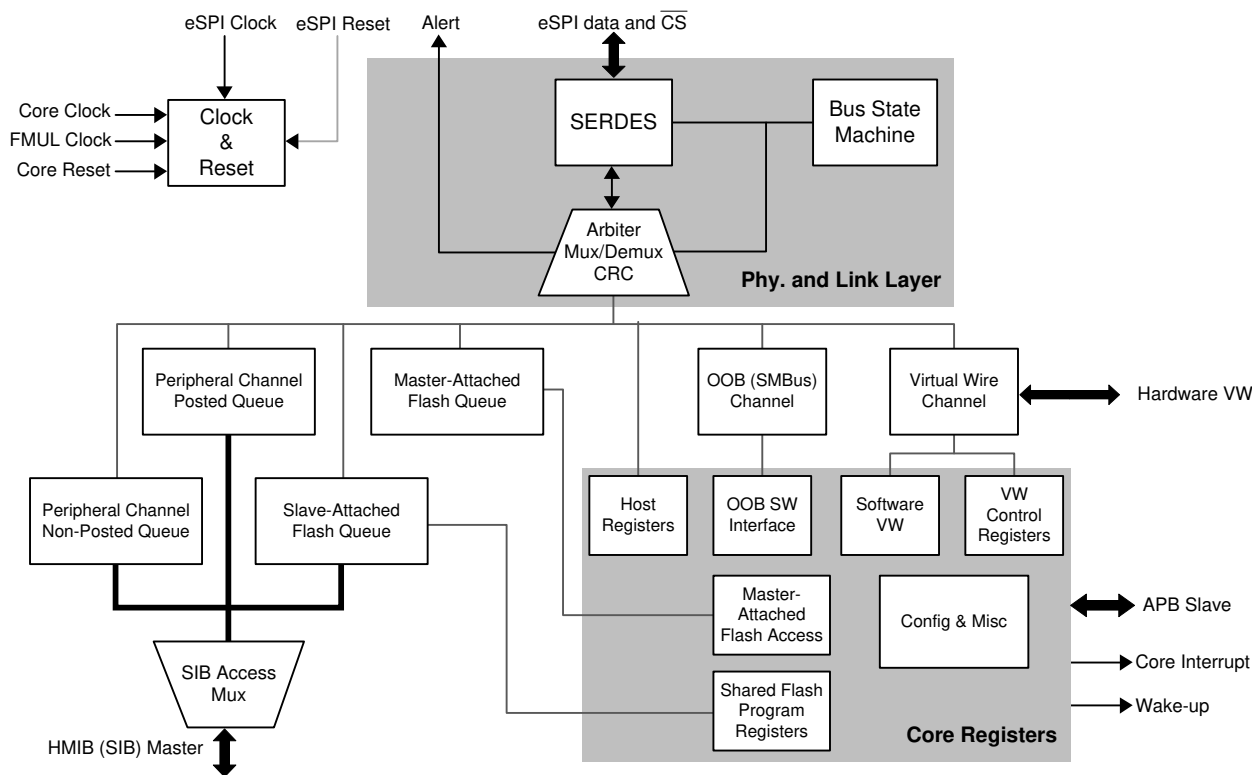 eSPI Clock
eSPI Reset
Alert
eSPI data and CS
Core Clock
FMUL Clock
Core Reset
Clock
&
Reset
SERDES
Bus State
Machine
Arbiter
Mux/Demux
CRC
Phy. and Link Layer
Peripheral Channel
Posted Queue
Master-Attached
Flash Queue
OOB (SMBus)
Channel
Virtual Wire
Channel
Hardware VW
Peripheral Channel
Non-Posted Queue
Slave-Attached
Flash Queue
Host
Registers
OOB SW
Interface
Software
VW
VW
Control
Registers
Master-
Attached
Flash Access
Config & Misc
APB Slave
SIB Access
Mux
Shared Flash
Program
Registers
Core Interrupt
Wake-up
Core Registers
HMIB (SIB) Master